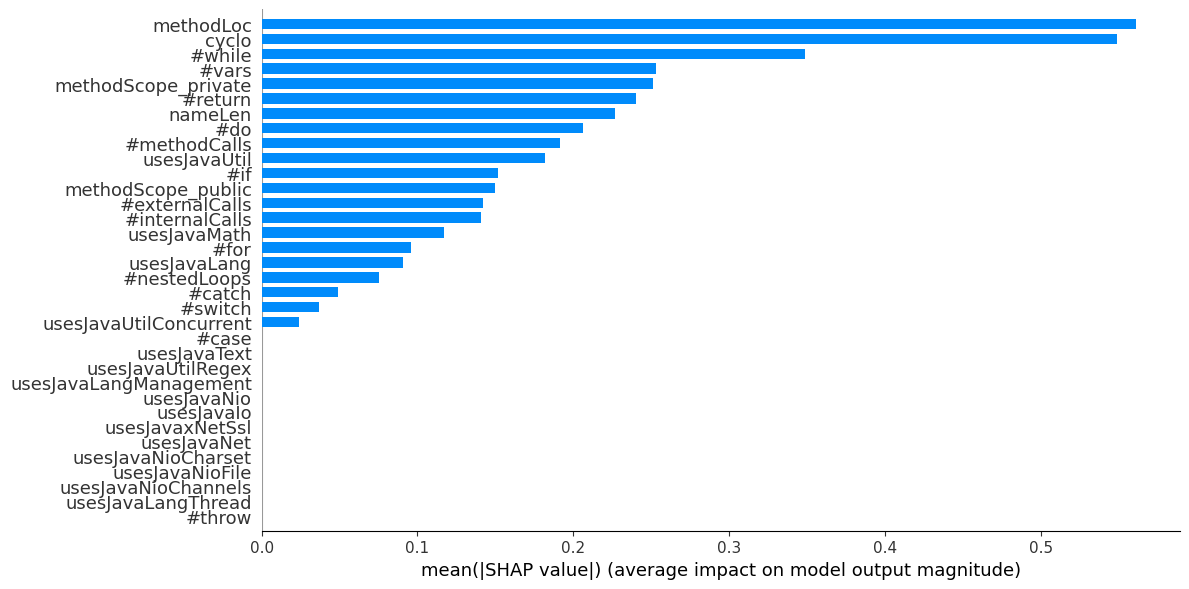 methodLoc
cyclo
#while
#vars
methodScope_private
#return
nameLen
#do
#methodCalls
usesJavaUtil
#if
methodScope_public
#externalCalls
#internalCalls
usesJavaMath
#for
usesJavaLang
#nestedLoops
#catch
#switch
usesJavaUtilConcurrent
#case
usesJavaText
usesJavaUtilRegex
usesJavaLangManagement
usesJavaNio
usesJavaIo
usesJavaxNetSsl
usesJavaNet
usesJavaNioCharset
usesJavaNioFile
usesJavaNioChannels
usesJavaLangThread
#throw
0.0 0.1 0.2 0.3 0.4 0.5
mean(|SHAP value|) (average impact on model output magnitude)